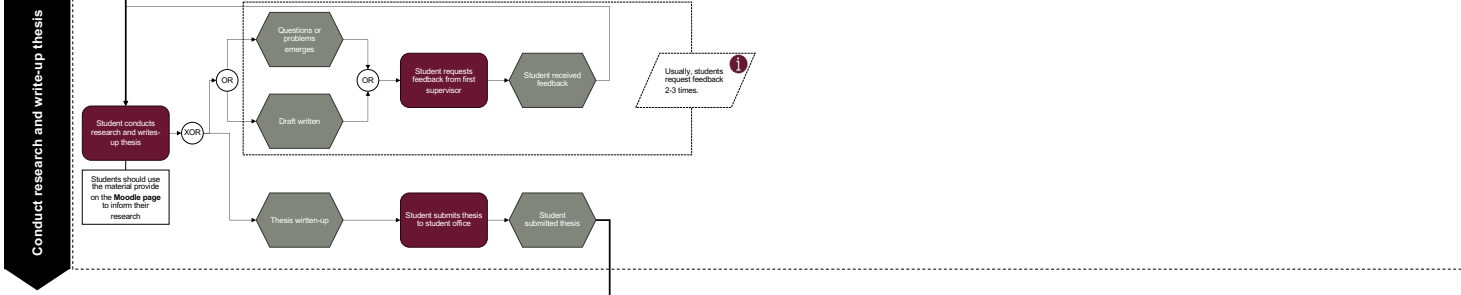 Conduct research and write-up thesis
Questions or
problems
emerges
OR
OR
Student requests
feedback from first
supervisor
Student received
feedback
Usually, students
request feedback
2-3 times.
i
Draft written
Student conducts
research and writes-
up thesis
XOR
Students should use
the material provide
on the Moodle page
to inform their
research
Thesis wirtten-up
Student submits thesis
to student office
Student
submitted thesis